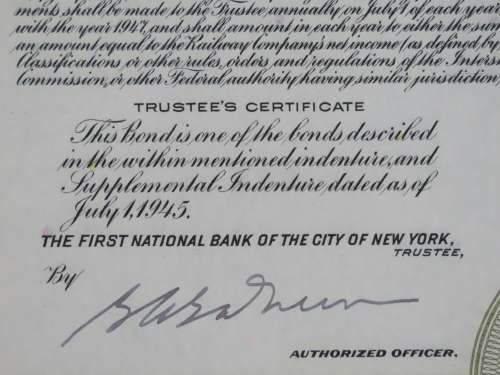 ments shall be made to the Trustee, annually on July 1 of each year
with the year 1947, and shall amount in each year to either the sum
an amount equal to the Railway Company's net income (as defined by
Classifications or other rules, orders, and regulations of the Inters
Commission, or other Federal authority having similar jurisdiction,
TRUSTEE'S CERTIFICATE
This Bond is one of the bonds described
in the within mentioned indenture, and
Supplemental Indenture dated as of
July 1, 1945.
THE FIRST NATIONAL BANK OF THE CITY OF NEW YORK,
TRUSTEE,
By
AUTHORIZED OFFICER.